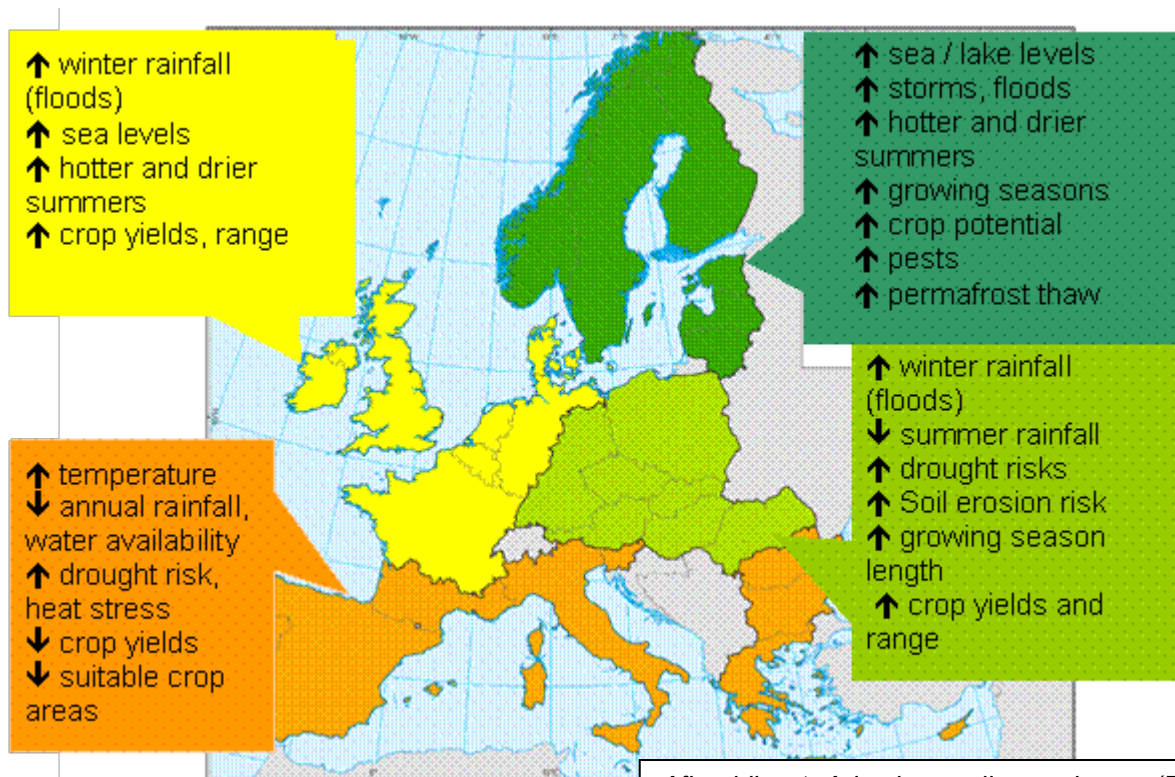 ↑ winter rainfall
(floods)
↑ sea levels
↑ hotter and drier
summers
↑ crop yields, range
↑ sea / lake levels
↑ storms, floods
↑ hotter and drier
summers
↑ growing seasons
↑ crop potential
↑ pests
↑ permafrost thaw
↑ temperature
↓ annual rainfall,
water availability
↑ drought risk,
heat stress
↓ crop yields
↓ suitable crop
areas
↑ winter rainfall
(floods)
↓ summer rainfall
↑ drought risks
↑ Soil erosion risk
↑ growing season
length
↑ crop yields and
range